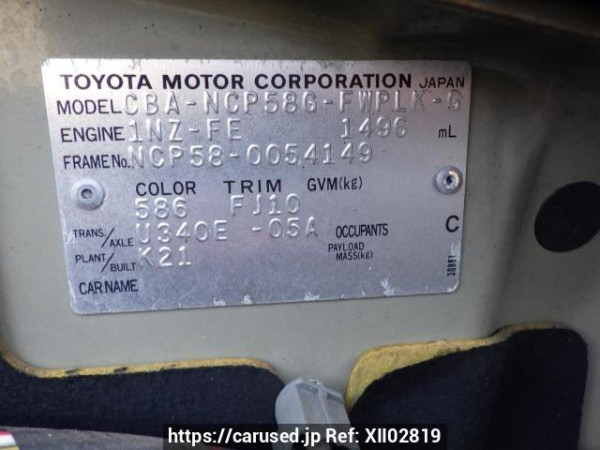 TOYOTA MOTOR CORPORATION JAPAN
MODEL CBA-NCP58G-FWPLK-G
ENGINE 1NZ-FE 1496 mL
FRAME No. NCP58-0054149
COLOR TRIM GVM(kg)
586 FJ10
TRANS/AXLE U340E -05A OCCUPANTS C
PLANT/BUILT K21 PAYLOAD MASS(kg)
CAR NAME
https://carused.jp Ref: XII02819